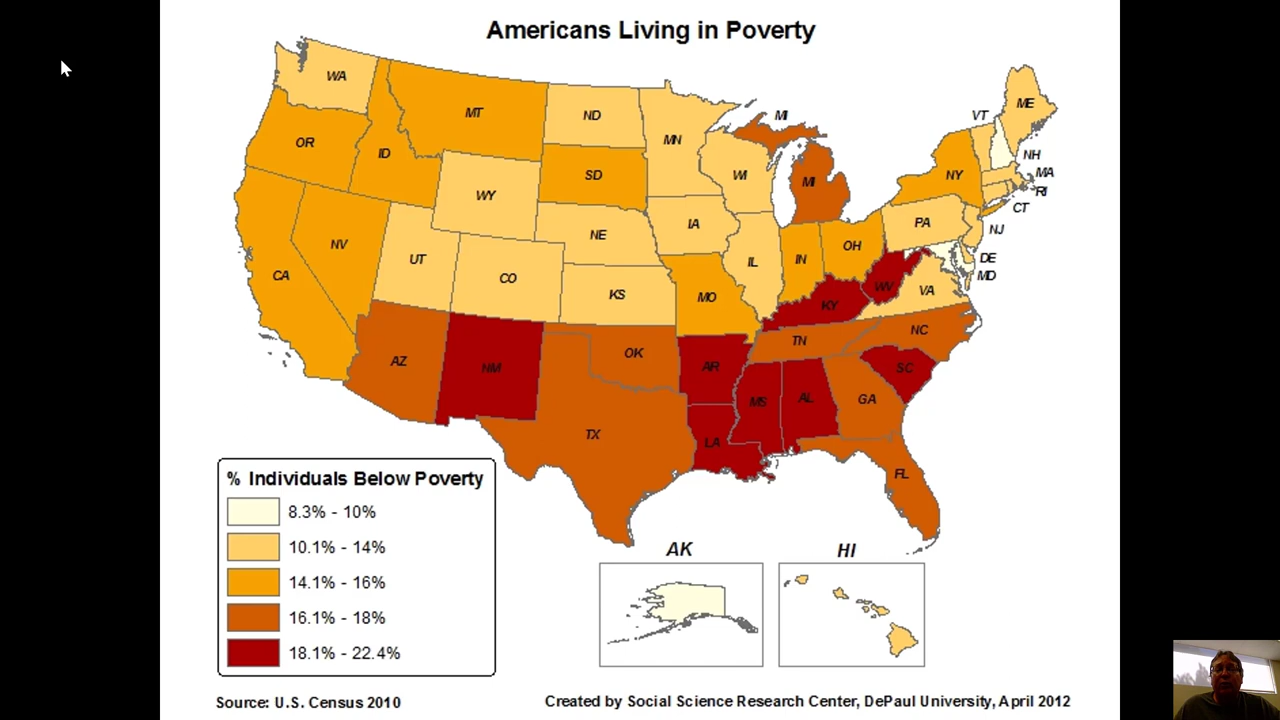 Americans Living in Poverty
WA
MT
ND
MN
MI
VT
ME
OR
ID
SD
WI
MI
NY
NH
MA
RI
CT
WY
IA
PA
NJ
NV
NE
IL
IN
OH
DE
MD
UT
CO
KS
MO
WV
VA
CA
KY
AZ
NM
OK
AR
TN
NC
SC
TX
LA
MS
AL
GA
FL
AK
HI
% Individuals Below Poverty
8.3% - 10%
10.1% - 14%
14.1% - 16%
16.1% - 18%
18.1% - 22.4%
Source: U.S. Census 2010
Created by Social Science Research Center, DePaul University, April 2012